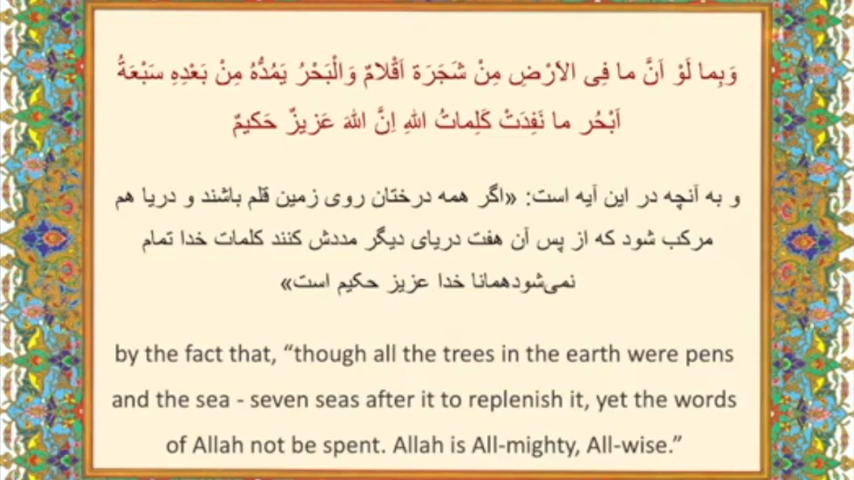 وَبِما لَوْ اَنَّ ما فِى الاَرْضِ مِنْ شَجَرَة اَقْلامٌ وَالْبَحْرُ يَمُدُّهُ مِنْ بَعْدِهِ سَبْعَةُ
اَبْحُر ما نَفِدَتْ كَلِماتُ اللهِ اِنَّ اللهَ عَزيزٌ حَكيمٌ
و به آنچه در این آیه است: «اگر همه درختان روی زمین قلم باشند و دریا هم
مرکب شود که از پس آن هفت دریای دیگر مددش کنند کلمات خدا تمام
نمی‌شودهمانا خدا عزیز حکیم است»
by the fact that, “though all the trees in the earth were pens
and the sea - seven seas after it to replenish it, yet the words
of Allah not be spent. Allah is All-mighty, All-wise.”